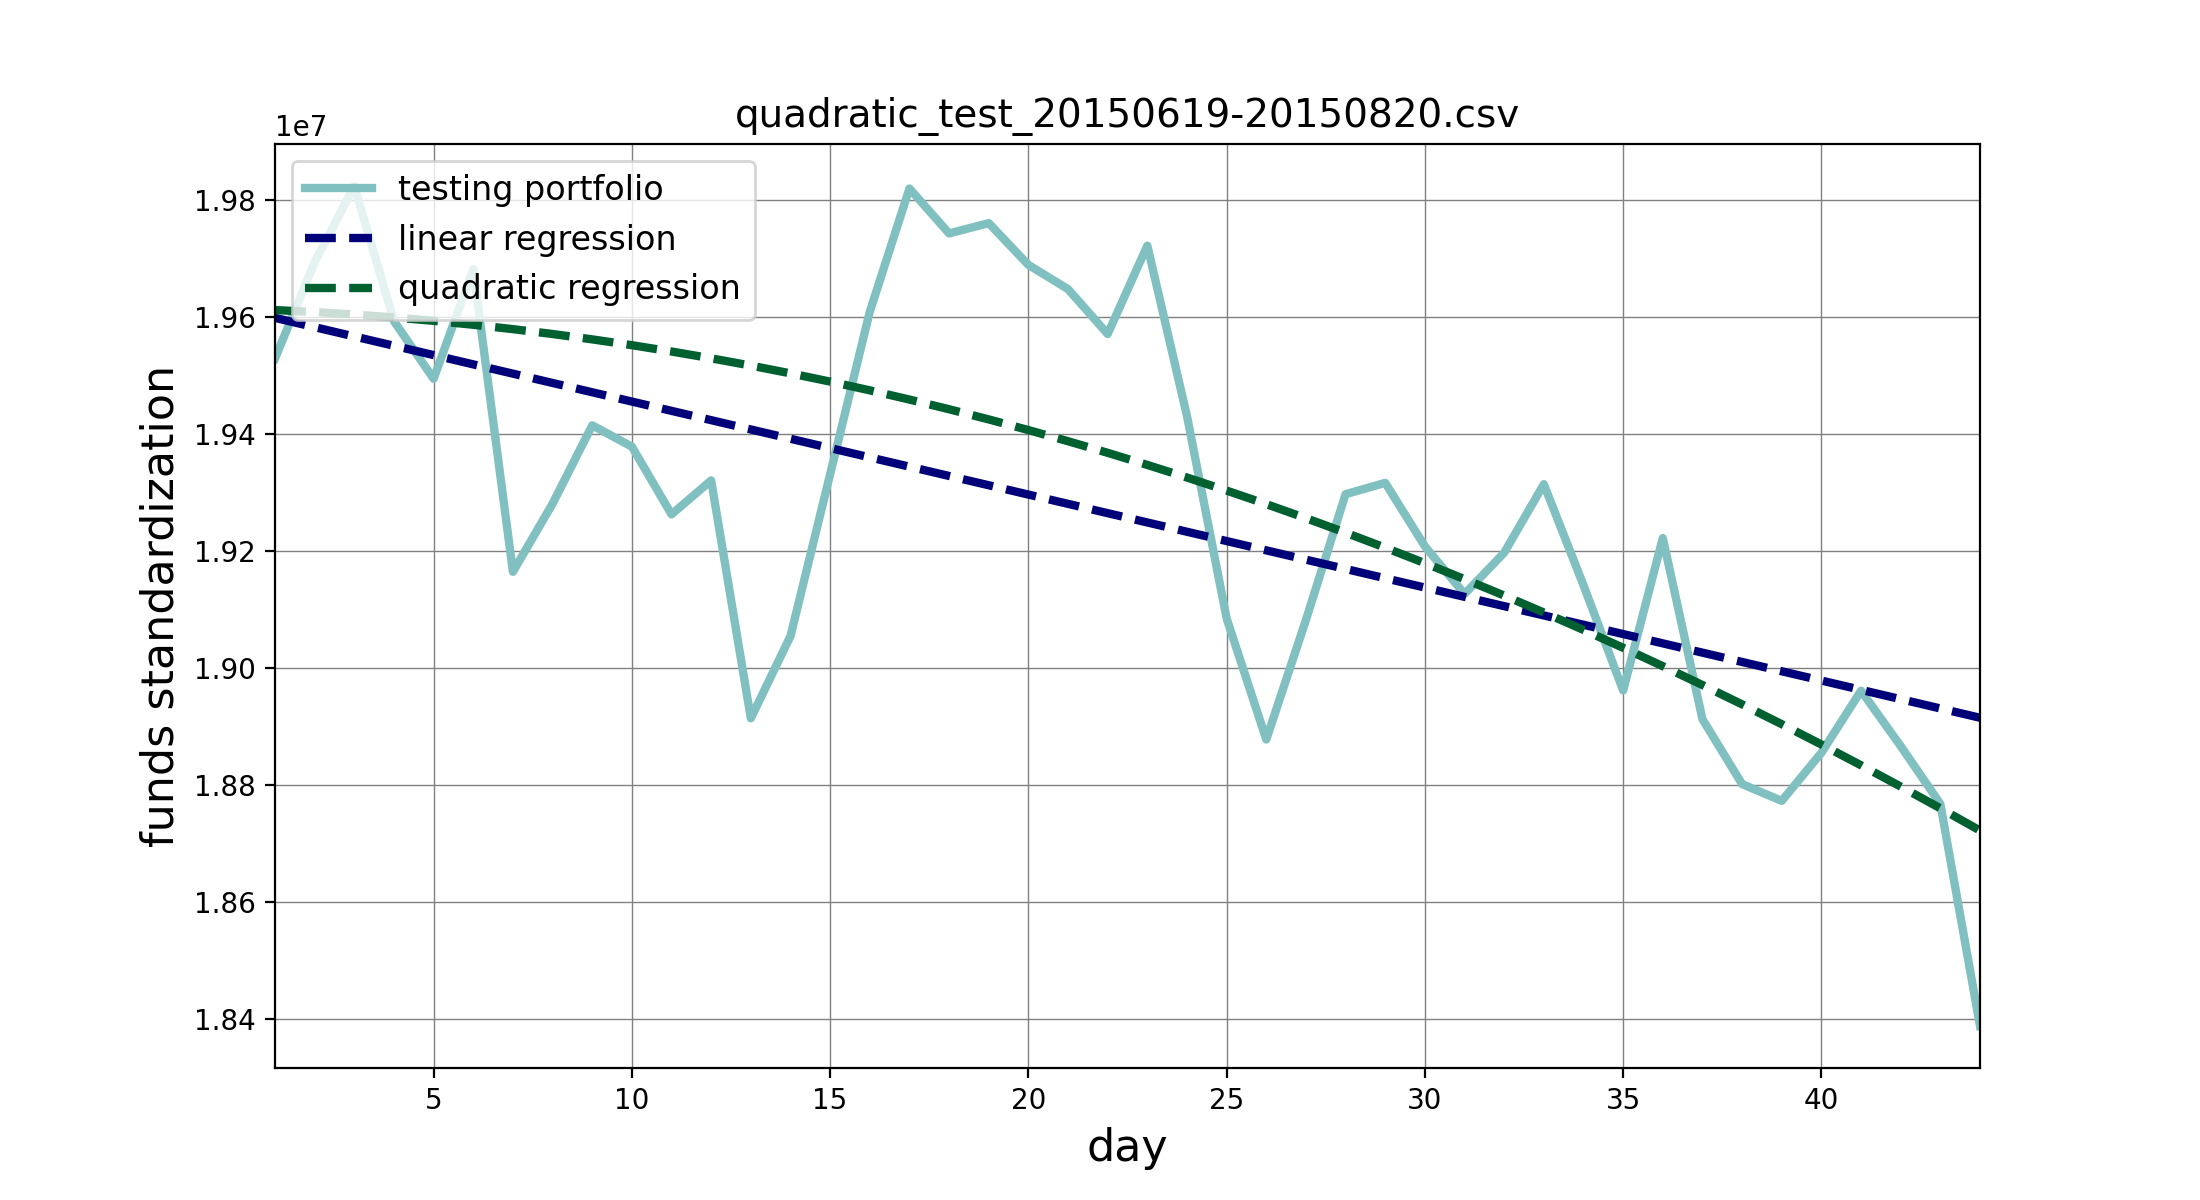 quadratic_test_20150619-20150820.csv
1e7
testing portfolio
linear regression
quadratic regression
1.98
1.96
1.94
1.92
1.90
1.88
1.86
1.84
funds standardization
5 10 15 20 25 30 35 40
day